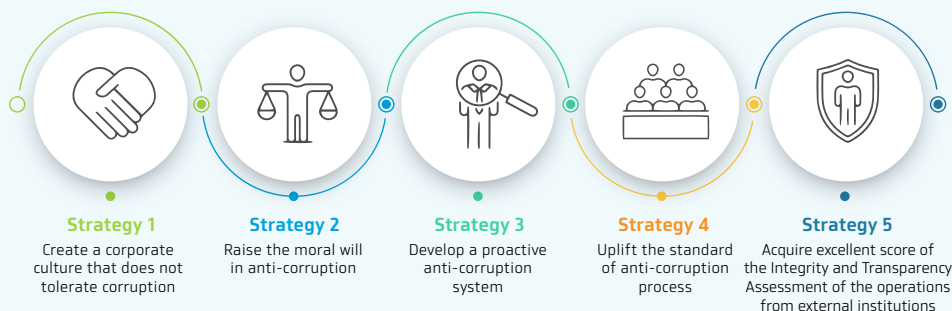 Strategy 1
Create a corporate
culture that does not
tolerate corruption
Strategy 2
Raise the moral will
in anti-corruption
Strategy 3
Develop a proactive
anti-corruption
system
Strategy 4
Uplift the standard
of anti-corruption
process
Strategy 5
Acquire excellent score of
the Integrity and Transparency
Assessment of the operations
from external institutions